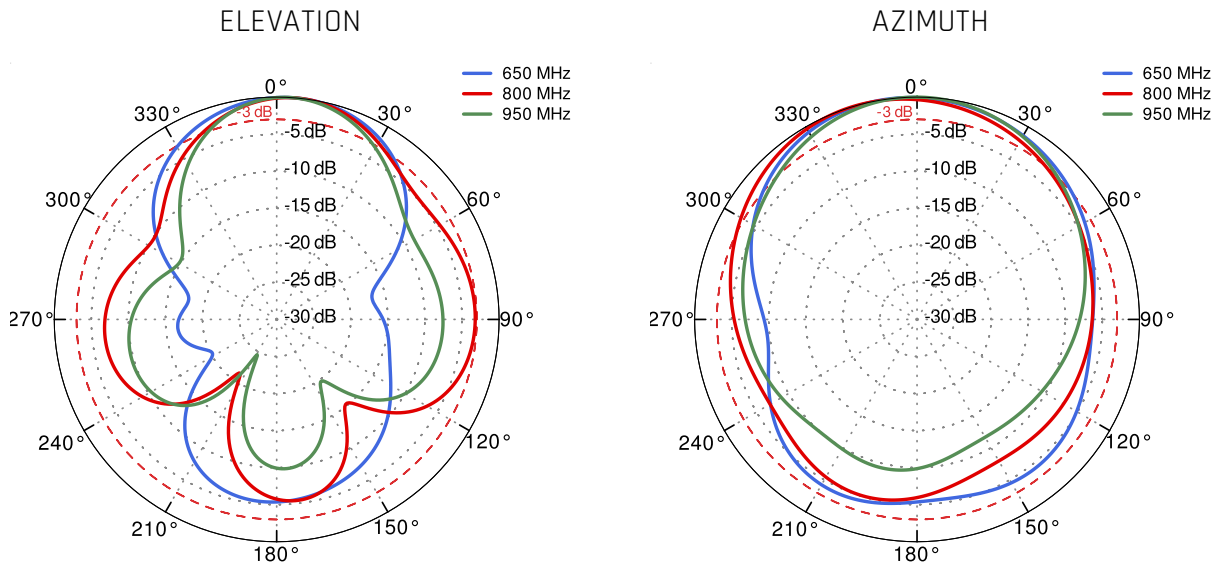 ELEVATION
650 MHz
800 MHz
950 MHz
0°
-3 dB
330°
30°
-5 dB
-10 dB
300°
60°
-15 dB
-20 dB
-25 dB
270°
-30 dB
90°
240°
120°
210°
150°
180°
AZIMUTH
650 MHz
800 MHz
950 MHz
0°
-3 dB
330°
30°
-5 dB
-10 dB
300°
60°
-15 dB
-20 dB
-25 dB
270°
-30 dB
90°
240°
120°
210°
150°
180°